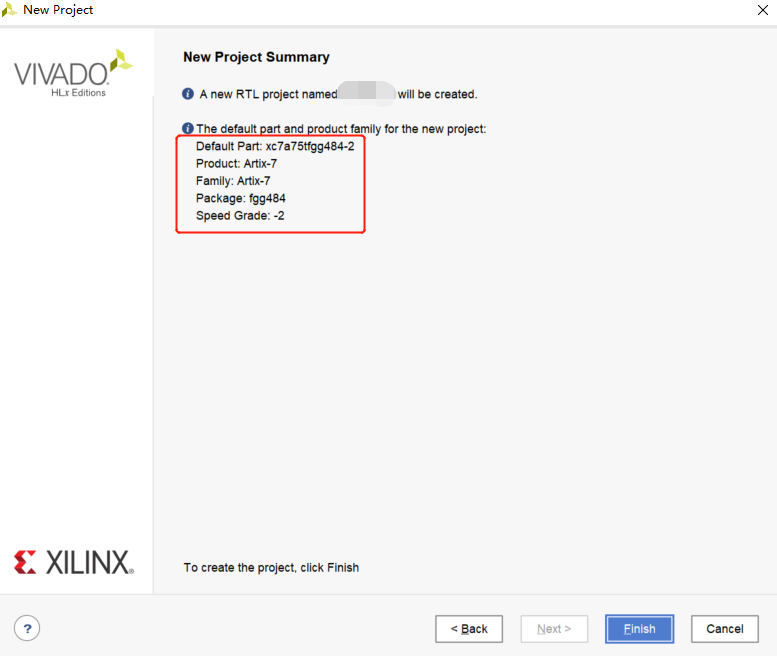 New Project
VIVADO
HLx Editions
New Project Summary
A new RTL project named will be created.
The default part and product family for the new project:
Default Part: xc7a75tfgg484-2
Product: Artix-7
Family: Artix-7
Package: fgg484
Speed Grade: -2
XILINX
To create the project, click Finish
?
< Back
Next >
Finish
Cancel